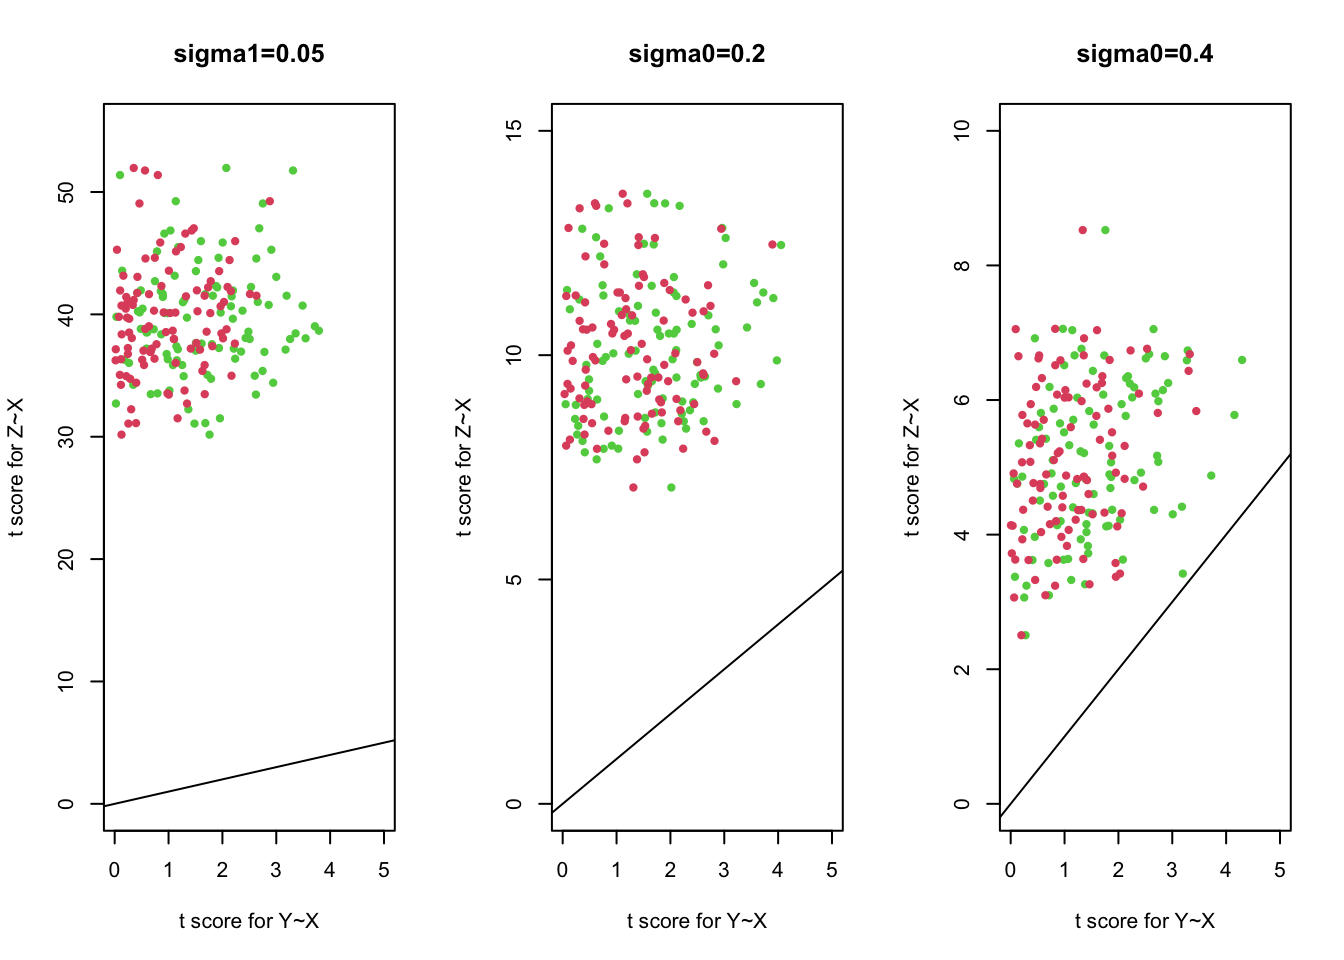 sigma1=0.05
t score for Z~X
0 10 20 30 40 50
0 1 2 3 4 5
t score for Y~X
sigma0=0.2
t score for Z~X
0 5 10 15
0 1 2 3 4 5
t score for Y~X
sigma0=0.4
t score for Z~X
0 2 4 6 8 10
0 1 2 3 4 5
t score for Y~X